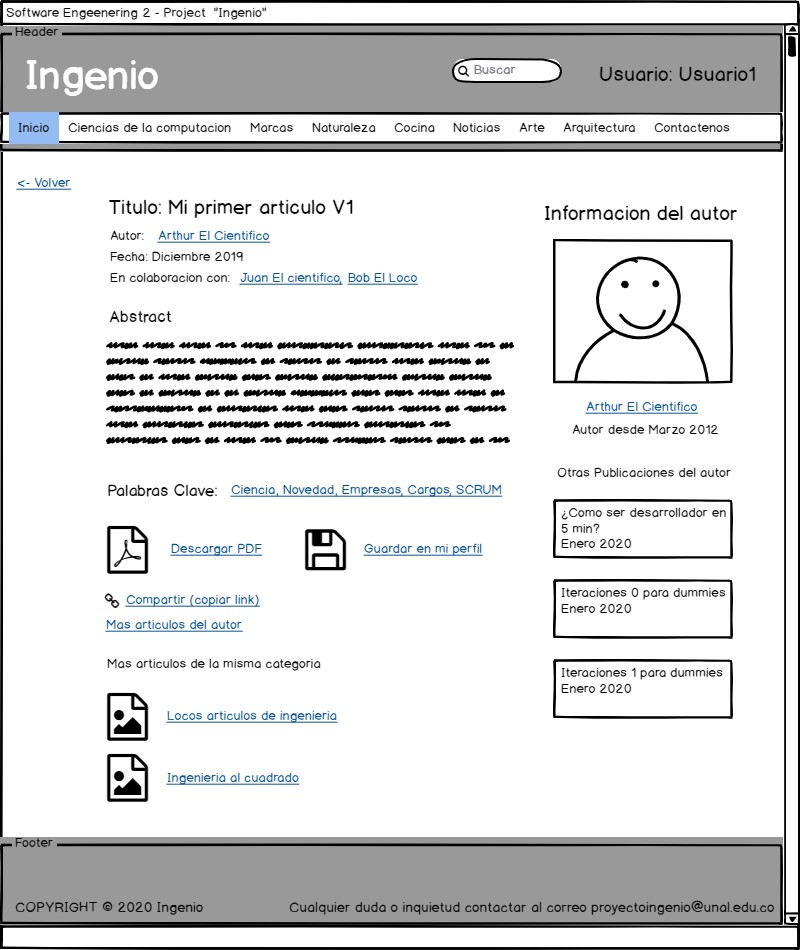 Software Engeenering 2 - Project "Ingenio"
Header
Ingenio
Buscar
Usuario: Usuario1
Inicio Ciencias de la computacion Marcas Naturaleza Cocina Noticias Arte Arquitectura Contactenos
<- Volver
Titulo: Mi primer articulo V1
Autor: Arthur El Cientifico
Fecha: Diciembre 2019
En colaboracion con: Juan El cientifico, Bob El Loco
Abstract
Palabras Clave: Ciencia, Novedad, Empresas, Cargos, SCRUM
Descargar PDF Guardar en mi perfil
Compartir (copiar link)
Mas articulos del autor
Mas articulos de la misma categoria
Locos articulos de ingenieria
Ingenieria al cuadrado
Informacion del autor
Arthur El Cientifico
Autor desde Marzo 2012
Otras Publicaciones del autor
¿Como ser desarrollador en
5 min?
Enero 2020
Iteraciones 0 para dummies
Enero 2020
Iteraciones 1 para dummies
Enero 2020
Footer
COPYRIGHT © 2020 Ingenio
Cualquier duda o inquietud contactar al correo proyectoingenio@unal.edu.co